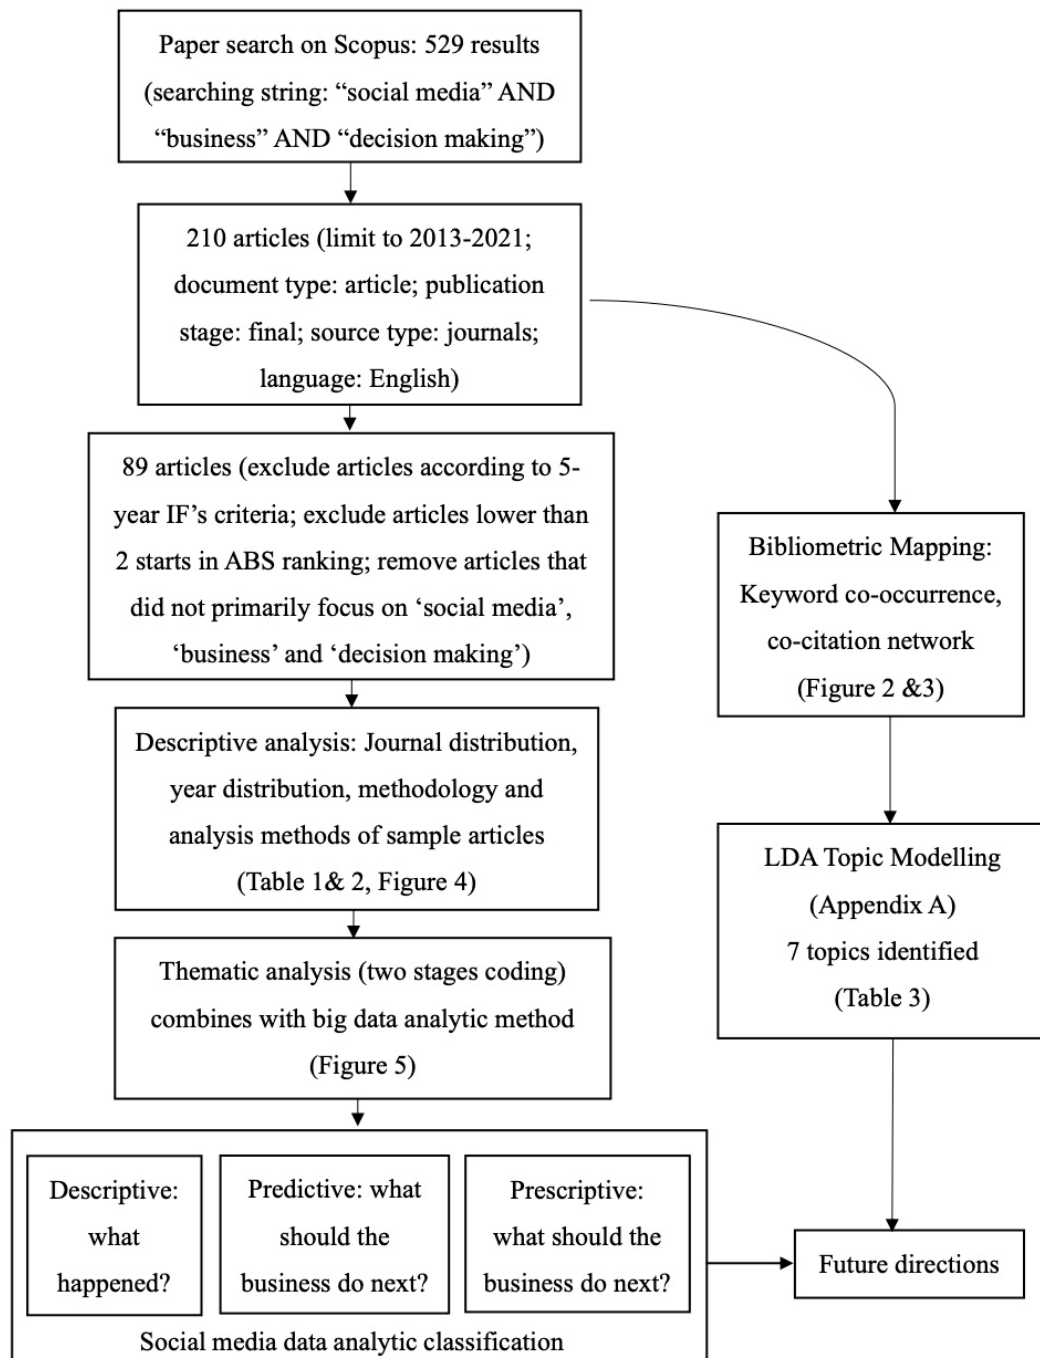 Paper search on Scopus: 529 results
(searching string: “social media” AND
“business” AND “decision making”)
210 articles (limit to 2013-2021;
document type: article; publication
stage: final; source type: journals;
language: English)
89 articles (exclude articles according to 5-
year IF’s criteria; exclude articles lower than
2 starts in ABS ranking; remove articles that
did not primarily focus on ‘social media’,
‘business’ and ‘decision making’)
Descriptive analysis: Journal distribution,
year distribution, methodology and
analysis methods of sample articles
(Table 1& 2, Figure 4)
Thematic analysis (two stages coding)
combines with big data analytic method
(Figure 5)
Descriptive:
what
happened?
Predictive: what
should the
business do next?
Prescriptive:
what should the
business do next?
Social media data analytic classification
Bibliometric Mapping:
Keyword co-occurrence,
co-citation network
(Figure 2 &3)
LDA Topic Modelling
(Appendix A)
7 topics identified
(Table 3)
Future directions